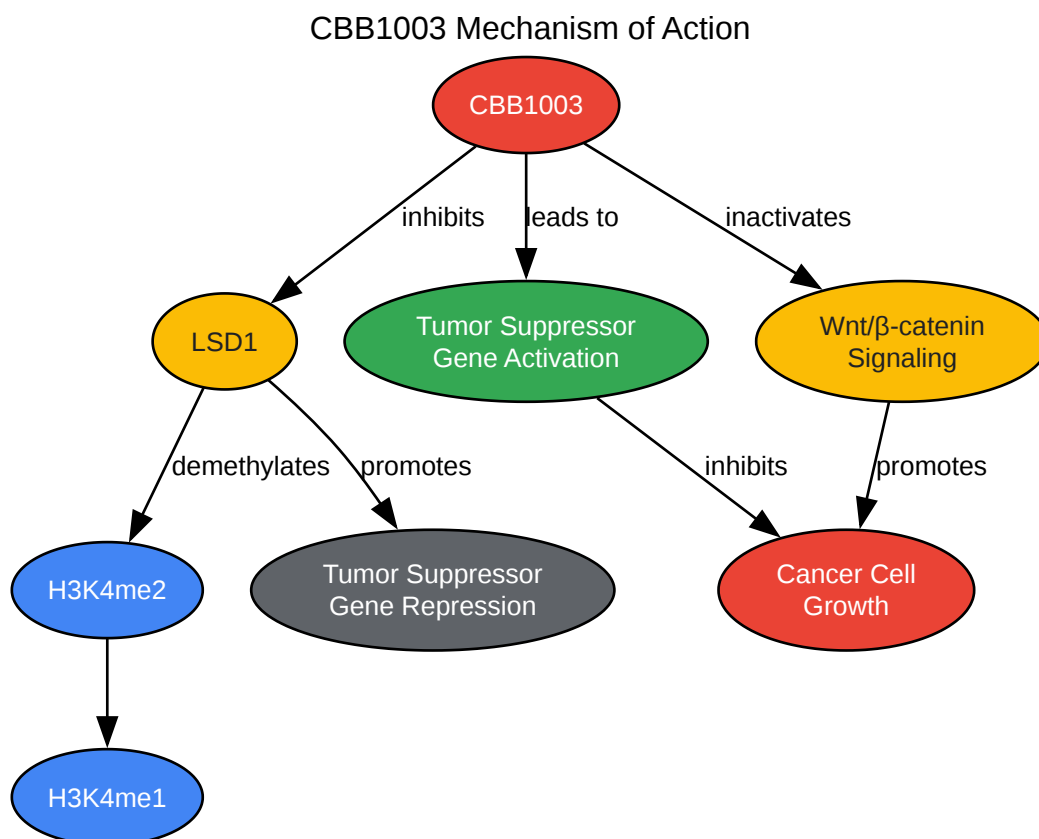 CBB1003 Mechanism of Action
CBB1003
inhibits
leads to
inactivates
LSD1
Tumor Suppressor
Gene Activation
Wnt/β-catenin
Signaling
demethylates
promotes
inhibits
promotes
H3K4me2
Tumor Suppressor
Gene Repression
Cancer Cell
Growth
H3K4me1